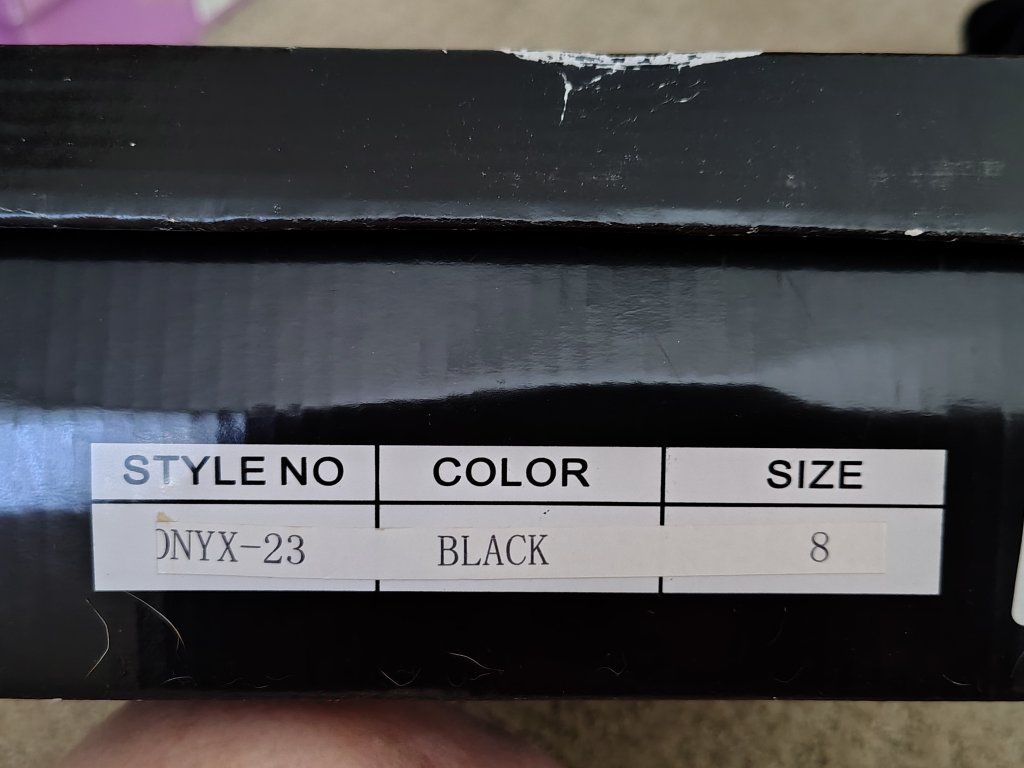 STYLE NO COLOR SIZE
ONYX-23 BLACK 8